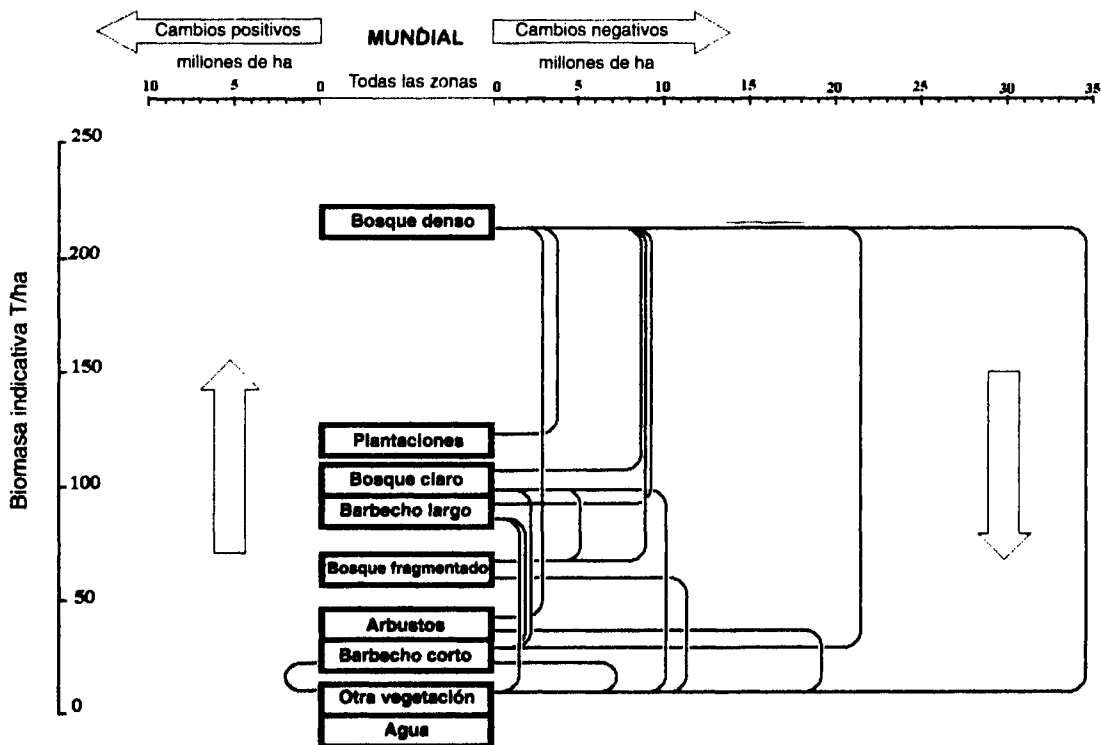 Cambios positivos
MUNDIAL
Cambios negativos
millones de ha
Todas las zonas
millones de ha
10 5 0 0 5 10 15 20 25 30 35
Biomasa indicativa T/ha
250
200
150
100
50
0
Bosque denso
Plantaciones
Bosque claro
Barbecho largo
Bosque fragmentado
Arbustos
Barbecho corto
Otra vegetación
Agua